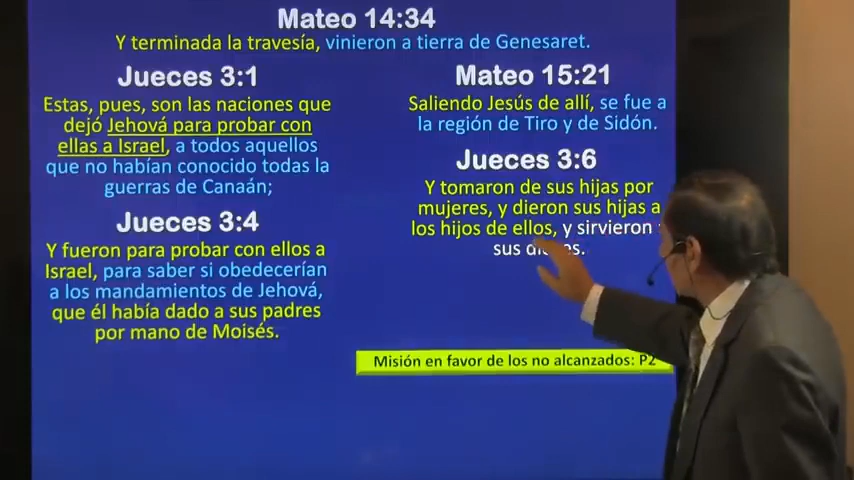 Mateo 14:34
Y terminada la travesía, vinieron a tierra de Genesaret.
Jueces 3:1
Estas, pues, son las naciones que
dejó Jehová para probar con
ellas a Israel, a todos aquellos
que no habían conocido todas la
guerras de Canaán;
Jueces 3:4
Y fueron para probar con ellos a
Israel, para saber si obedecerían
a los mandamientos de Jehová,
que él había dado a sus padres
por mano de Moisés.
Mateo 15:21
Saliendo Jesús de allí, se fue a
la región de Tiro y de Sidón.
Jueces 3:6
Y tomaron de sus hijas por
mujeres, y dieron sus hijas a
los hijos de ellos, y sirvieron
sus
Misión en favor de los no alcanzados: P2